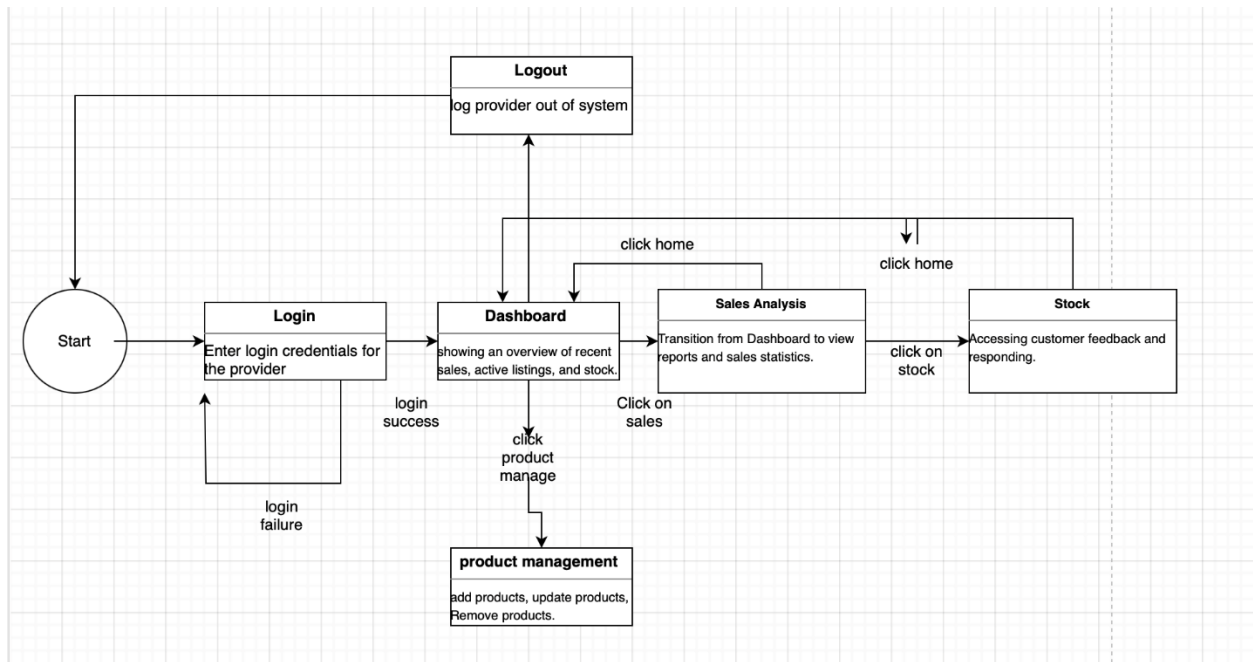 Logout
log provider out of system
click home
click home
Start
Login
Enter login credentials for
the provider
Dashboard
showing an overview of recent
sales, active listings, and stock.
Sales Analysis
Transition from Dashboard to view
reports and sales statistics.
Stock
Accessing customer feedback and
responding.
click on
stock
login
success
Click on
sales
click
product
manage
login
failure
product management
add products, update products,
Remove products.